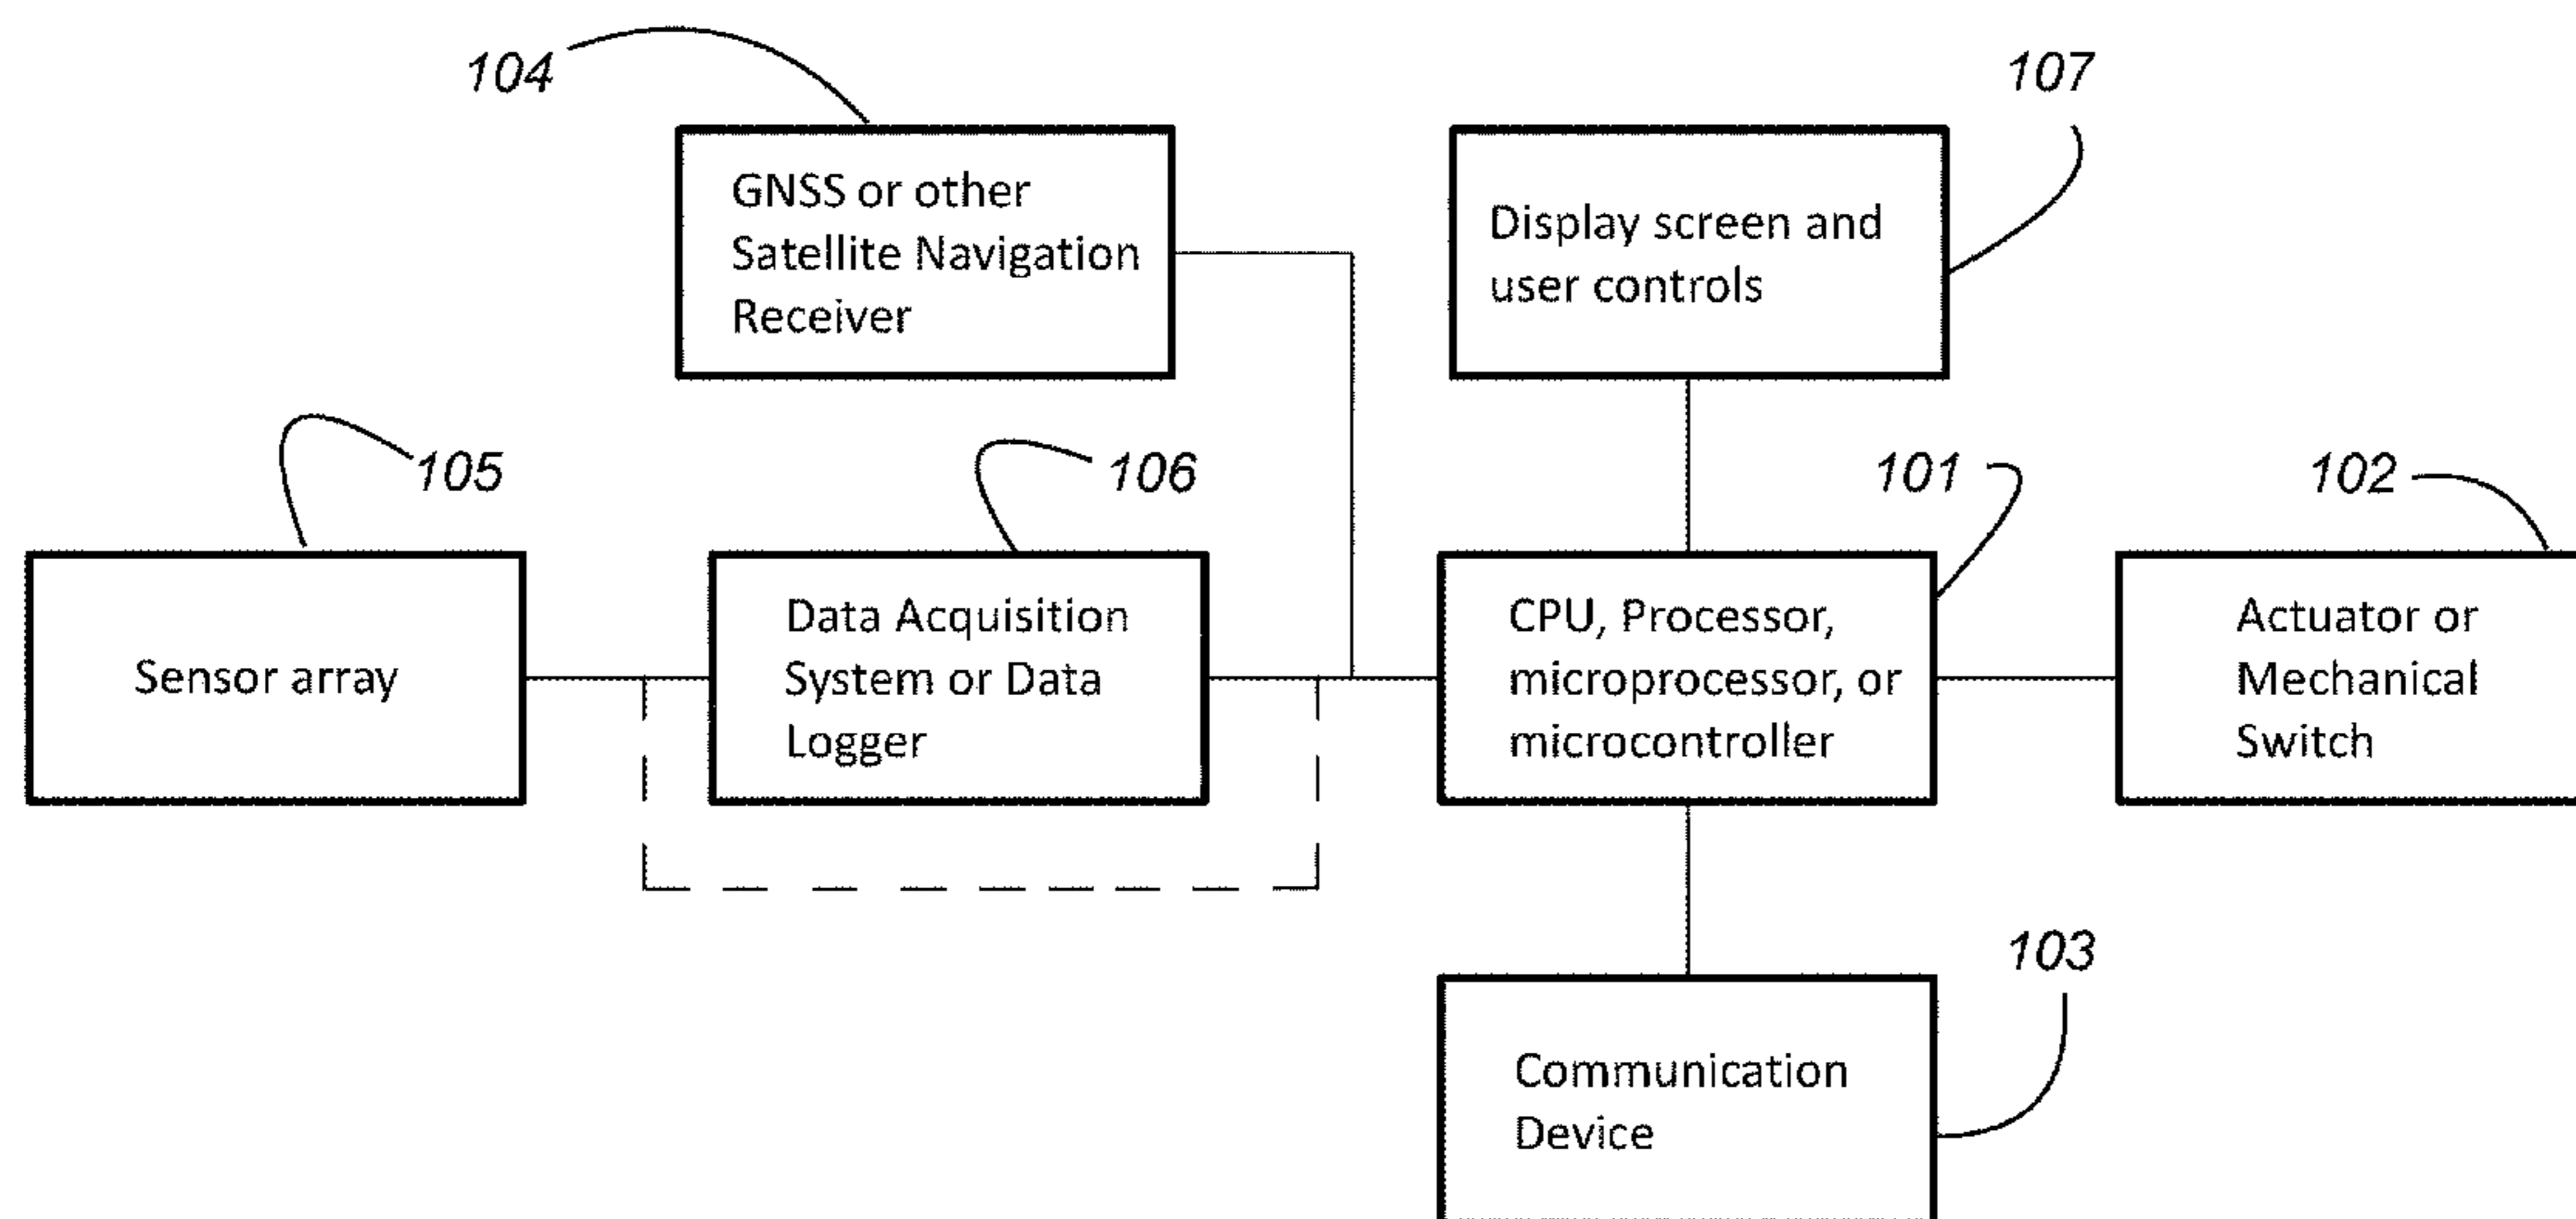 104
107
GNSS or other
Satellite Navigation
Receiver
Display screen and
user controls
105
106
101
102
Sensor array
Data Acquisition
System or Data
Logger
CPU, Processor,
microprocessor, or
microcontroller
Actuator or
Mechanical
Switch
103
Communication
Device